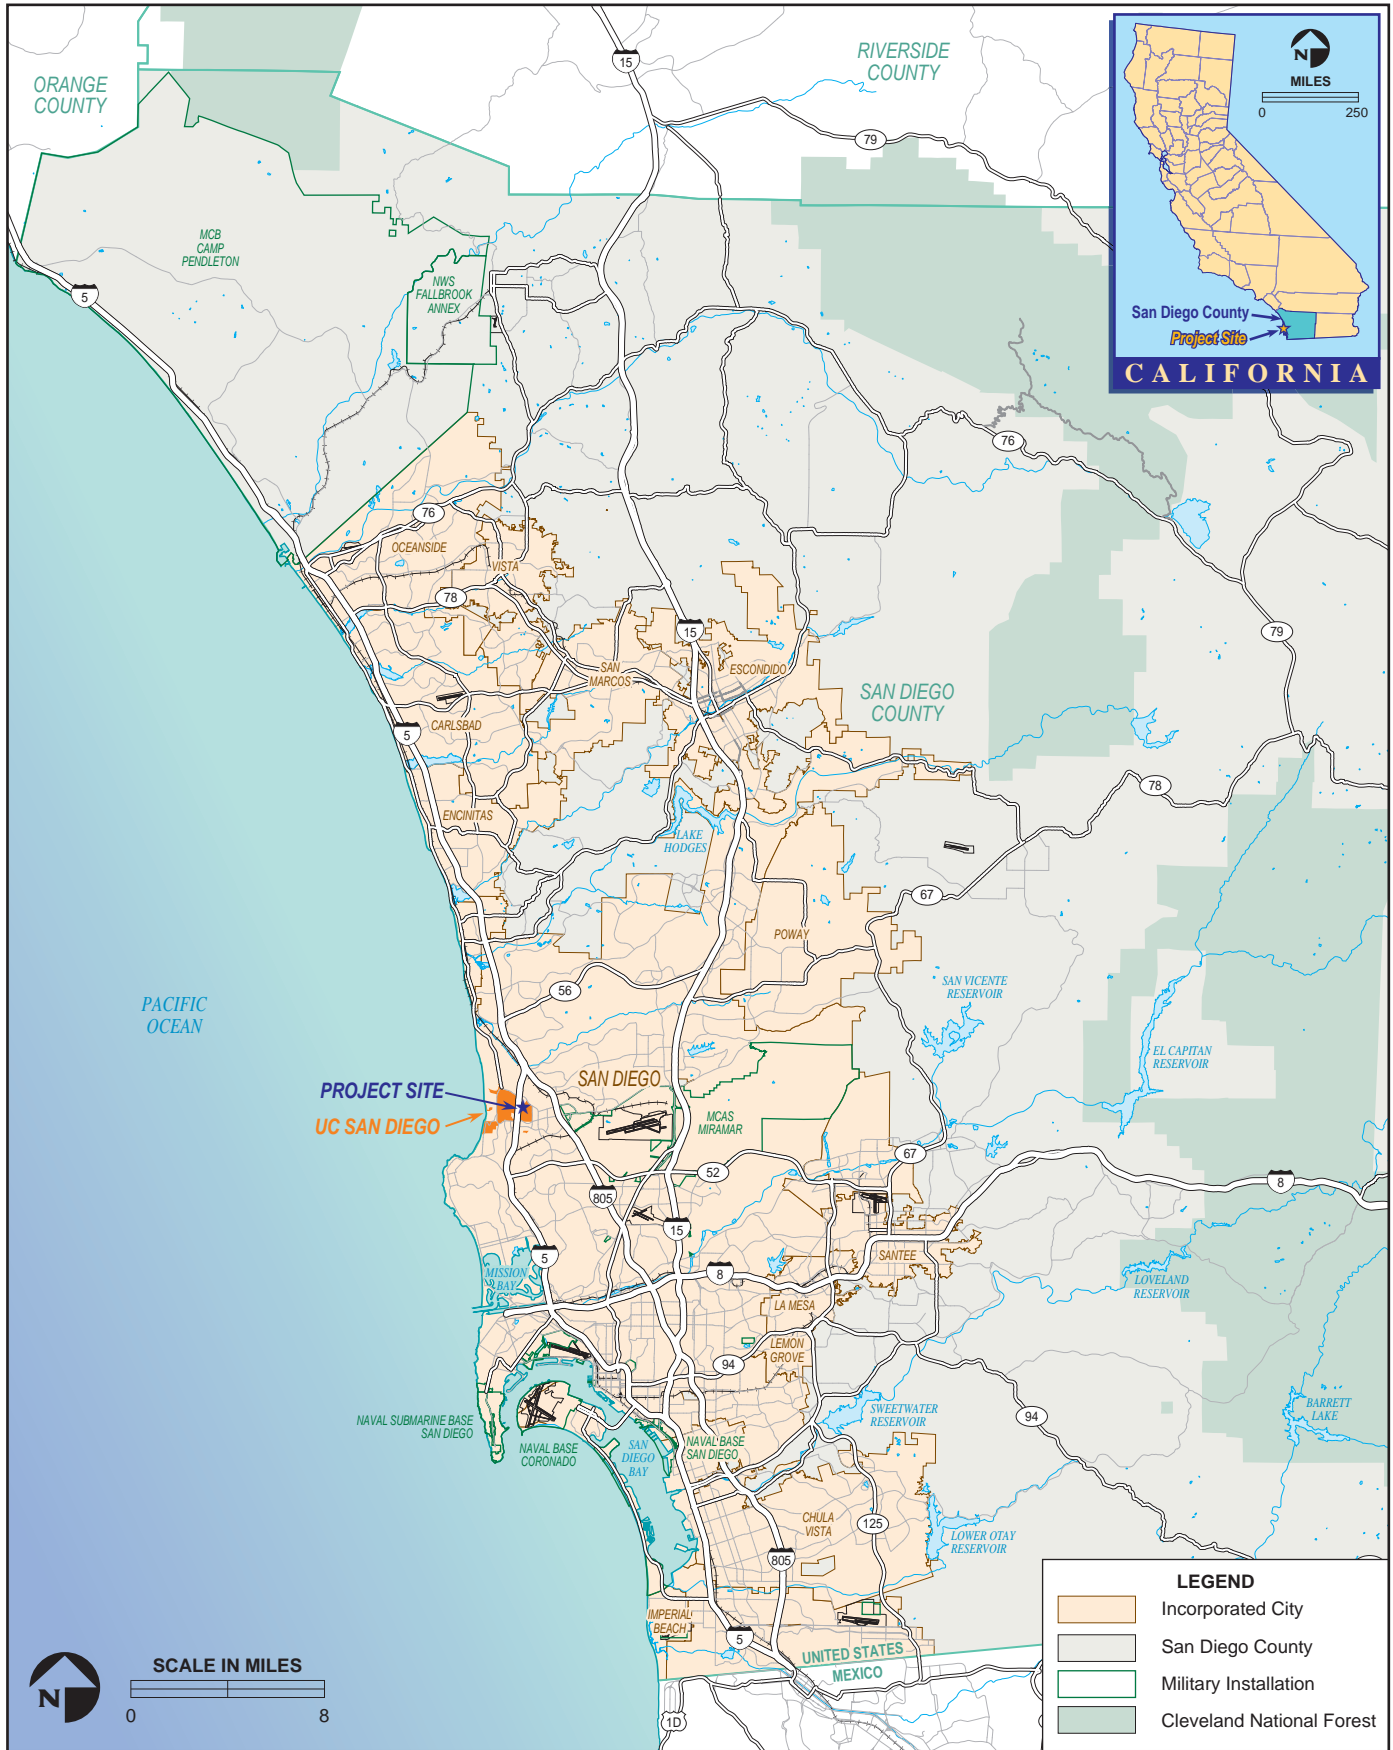 15
RIVERSIDE
COUNTY
ORANGE
COUNTY
79
N
MILES
0 250
San Diego County
Project Site
CALIFORNIA
MCB
CAMP
PENDLETON
NWS
FALLBROOK
ANNEX
5
76
76
OCEANSIDE
VISTA
78
15
79
SAN
MARCOS
ESCONDIDO
SAN DIEGO
COUNTY
CARLSBAD
5
78
ENCINITAS
LAKE
HODGES
67
POWAY
56
SAN VICENTE
RESERVOIR
PACIFIC
OCEAN
EL CAPITAN
RESERVOIR
SAN DIEGO
PROJECT SITE
UC SAN DIEGO
MCAS
MIRAMAR
67
52
8
805
15
5
SANTEE
MISSION
BAY
8
LOVELAND
RESERVOIR
LA MESA
LEMON
GROVE
94
SWEETWATER
RESERVOIR
94
BARRETT
LAKE
NAVAL SUBMARINE BASE
SAN DIEGO
NAVAL BASE
CORONADO
SAN
DIEGO
BAY
NAVAL BASE
SAN DIEGO
CHULA
VISTA
125
LOWER OTAY
RESERVOIR
805
IMPERIAL
BEACH
5
UNITED STATES
MEXICO
1D
N
SCALE IN MILES
0 8
LEGEND
Incorporated City
San Diego County
Military Installation
Cleveland National Forest